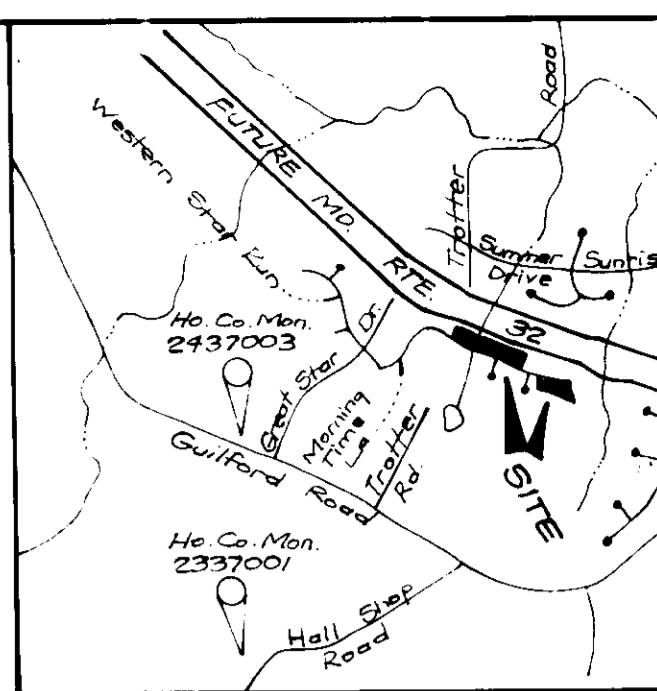 Road
FUTURE MD. RTE. 32
Western Star Run
Trotter
Summer
Drive
Sunris
Ho. Co. Mon.
2437003
Great Star Dr.
Morning
Time
La
Trotter
Rd.
Guilford Road
SITE
Ho. Co. Mon.
2337001
Hall Shop
Road